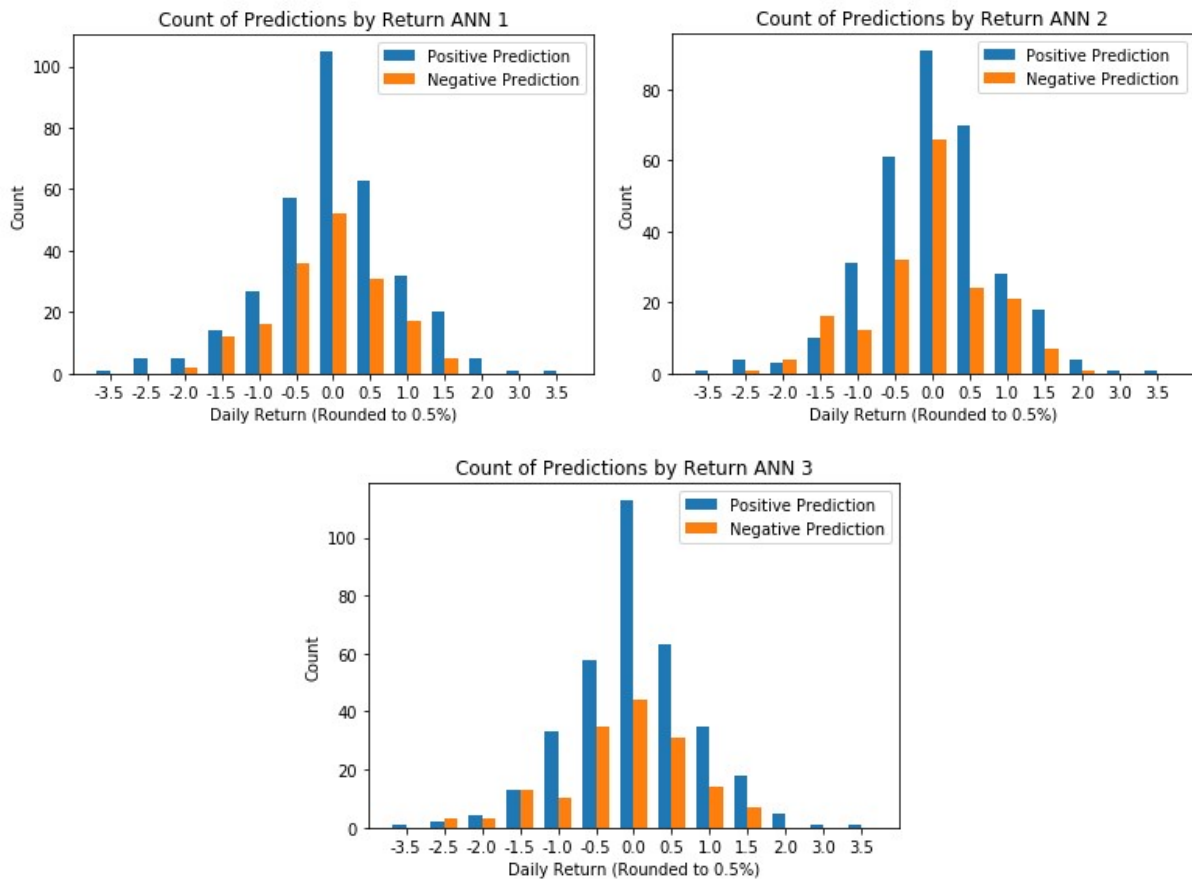 Count of Predictions by Return ANN 1
Positive Prediction
Negative Prediction
Count
100
80
60
40
20
0
-3.5 -2.5 -2.0 -1.5 -1.0 -0.5 0.0 0.5 1.0 1.5 2.0 3.0 3.5
Daily Return (Rounded to 0.5%)
Count of Predictions by Return ANN 2
Positive Prediction
Negative Prediction
Count
80
60
40
20
0
-3.5 -2.5 -2.0 -1.5 -1.0 -0.5 0.0 0.5 1.0 1.5 2.0 3.0 3.5
Daily Return (Rounded to 0.5%)
Count of Predictions by Return ANN 3
Positive Prediction
Negative Prediction
Count
100
80
60
40
20
0
-3.5 -2.5 -2.0 -1.5 -1.0 -0.5 0.0 0.5 1.0 1.5 2.0 3.0 3.5
Daily Return (Rounded to 0.5%)